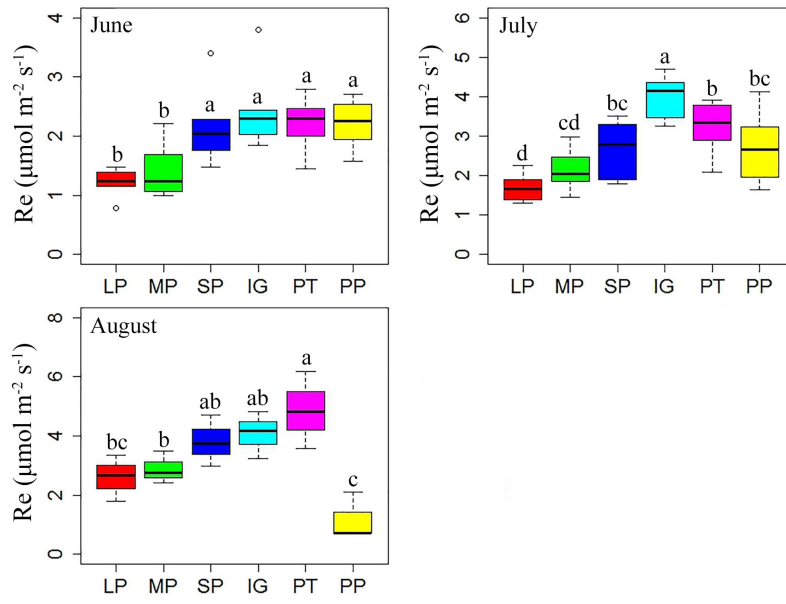 June
4
3
2
1
0
Re (μmol m⁻² s⁻¹)
b b a a a a
LP MP SP IG PT PP
July
6
5
4
3
2
1
0
Re (μmol m⁻² s⁻¹)
d cd bc a b bc
LP MP SP IG PT PP
August
8
6
4
2
0
Re (μmol m⁻² s⁻¹)
bc b ab ab a c
LP MP SP IG PT PP